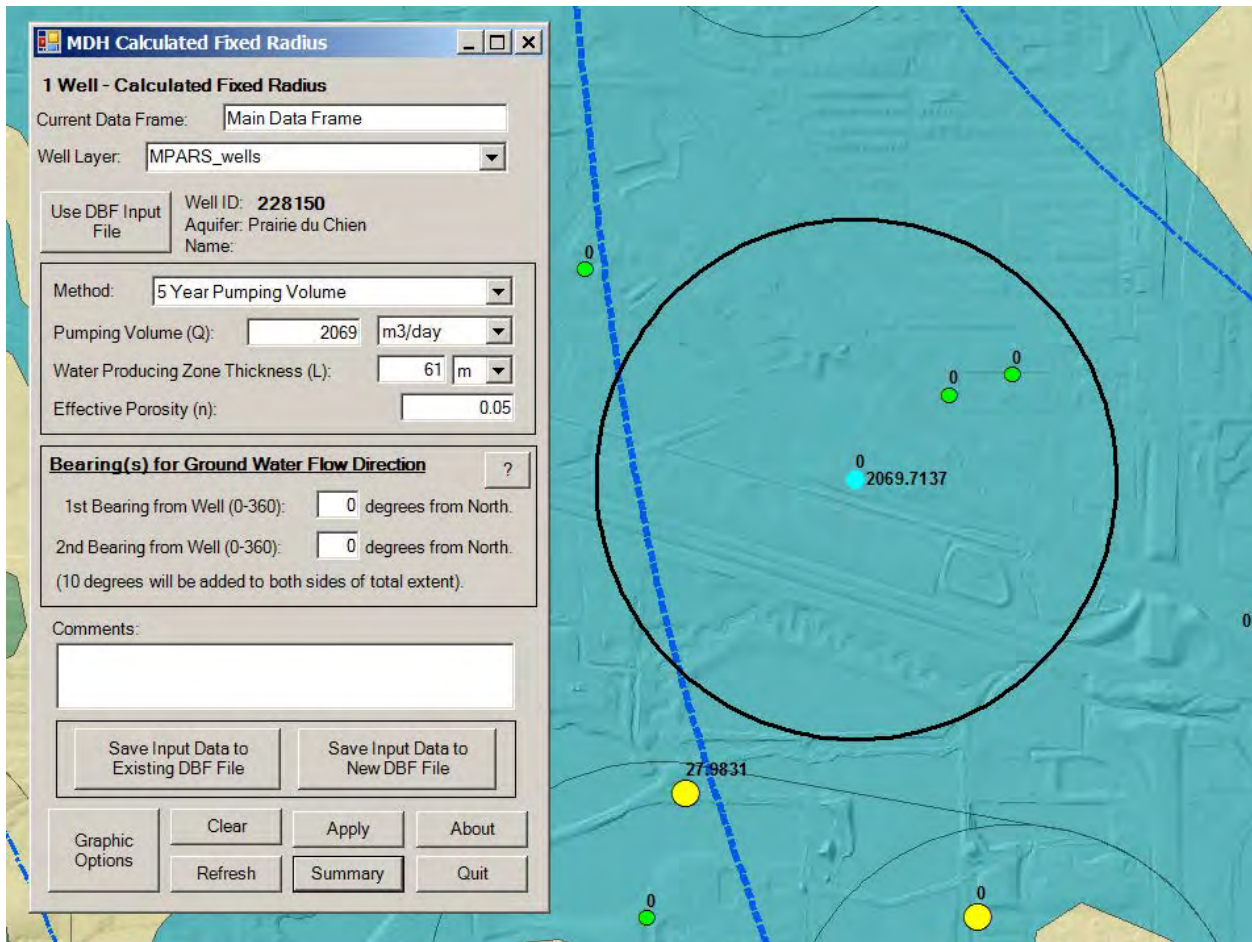 MDH Calculated Fixed Radius
1 Well - Calculated Fixed Radius
Current Data Frame: Main Data Frame
Well Layer: MPARS_wells
Use DBF Input File
Well ID: 228150
Aquifer: Prairie du Chien
Name:
Method: 5 Year Pumping Volume
Pumping Volume (Q): 2069 m3/day
Water Producing Zone Thickness (L): 61 m
Effective Porosity (n): 0.05
Bearing(s) for Ground Water Flow Direction ?
1st Bearing from Well (0-360): 0 degrees from North.
2nd Bearing from Well (0-360): 0 degrees from North.
(10 degrees will be added to both sides of total extent).
Comments:
Save Input Data to Existing DBF File
Save Input Data to New DBF File
Graphic Options
Clear
Apply
About
Refresh
Summary
Quit
0
0
0
0
2069.7137
0
27.9831
0
0